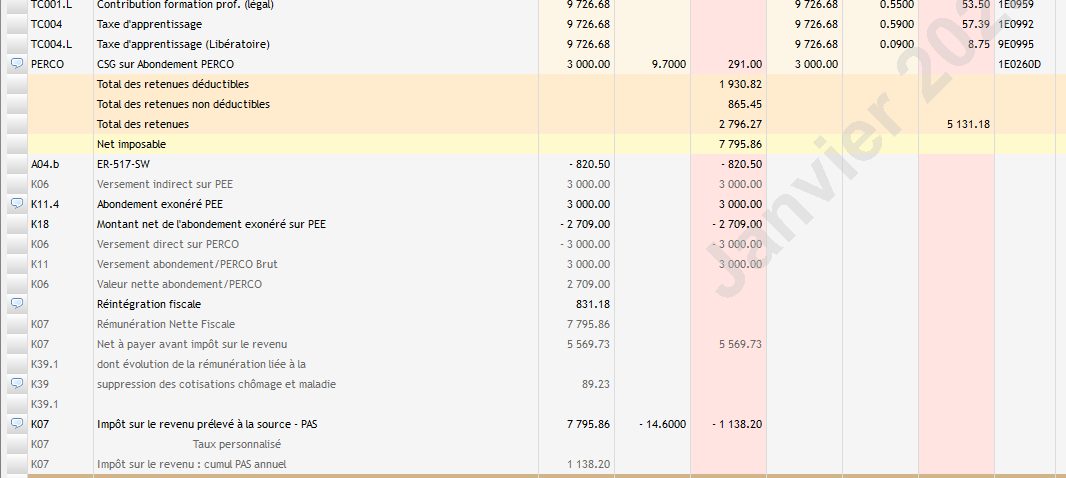 TC001.L Contribution formation prof. (légal) 9 726.68 9 726.68 0.5500 53.50 1E0959
TC004 Taxe d'apprentissage 9 726.68 9 726.68 0.5900 57.39 1E0992
TC004.L Taxe d'apprentissage (Libératoire) 9 726.68 9 726.68 0.0900 8.75 9E0995
PERCO CSG sur Abondement PERCO 3 000.00 9.7000 291.00 3 000.00 1E0260D
Total des retenues déductibles 1 930.82
Total des retenues non déductibles 865.45
Total des retenues 2 796.27 5 131.18
Net imposable 7 795.86
A04.b ER-517-SW - 820.50 - 820.50
K06 Versement indirect sur PEE 3 000.00 3 000.00
K11.4 Abondement exonéré PEE 3 000.00 3 000.00
K18 Montant net de l'abondement exonéré sur PEE - 2 709.00 - 2 709.00
K06 Versement direct sur PERCO - 3 000.00 - 3 000.00
K11 Versement abondement/PERCO Brut 3 000.00 3 000.00
K06 Valeur nette abondement/PERCO 2 709.00
Réintégration fiscale 831.18
K07 Rémunération Nette Fiscale 7 795.86
K07 Net à payer avant impôt sur le revenu 5 569.73 5 569.73
K39.1 dont évolution de la rémunération liée à la
K39 suppression des cotisations chômage et maladie 89.23
K39.1
K07 Impôt sur le revenu prélevé à la source - PAS 7 795.86 - 14.6000 - 1 138.20
K07 Taux personnalisé
K07 Impôt sur le revenu : cumul PAS annuel 1 138.20
Janvier